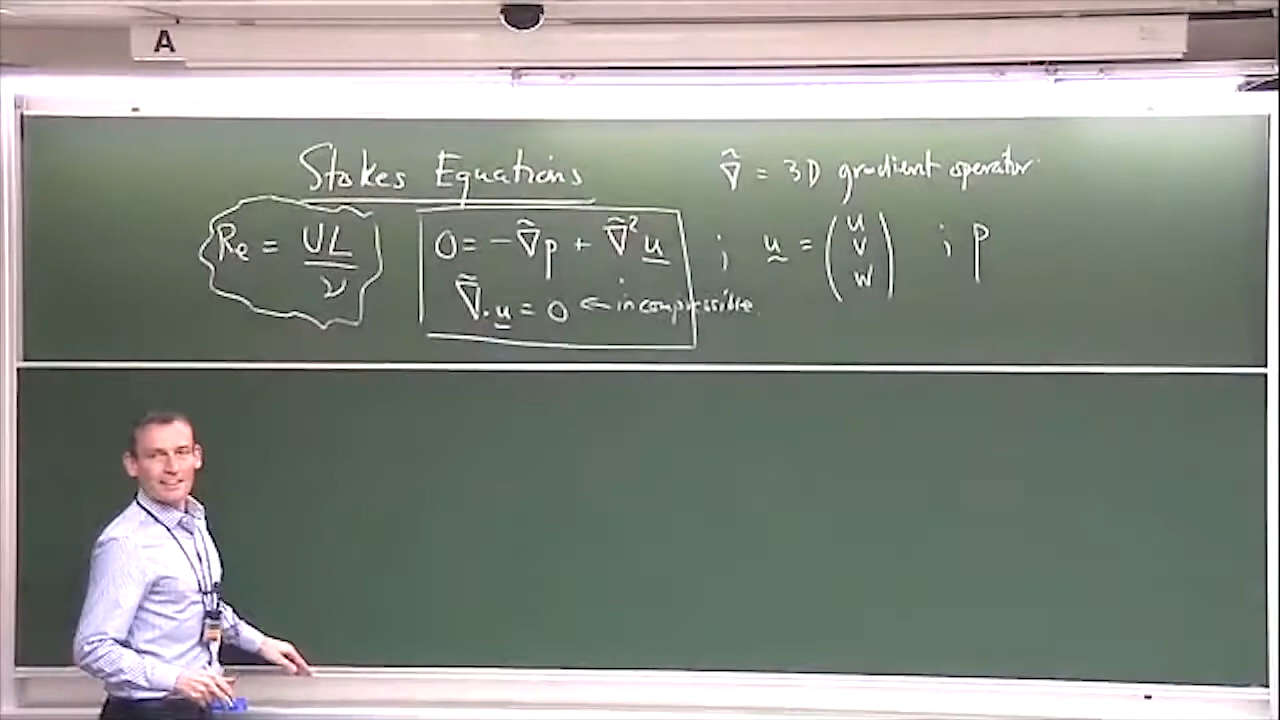 A
Stokes Equations
∇̃ = 3D gradient operator
Re = UL/ν
0 = -∇̃p + ∇̃²u ; u = (u v w) ; p
∇̃·u = 0 ← incompressible.